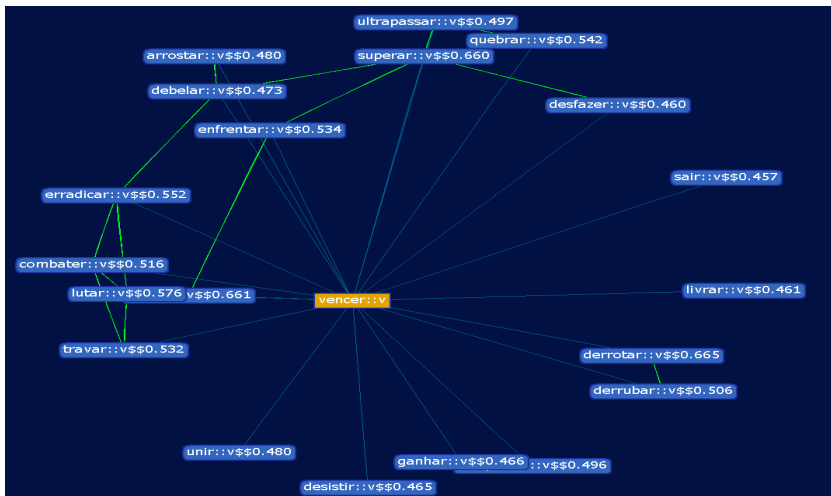 ultrapassar::v$$0.497
quebrar::v$$0.542
arrostar::v$$0.480
superar::v$$0.660
debelar::v$$0.473
desfazer::v$$0.460
enfrentar::v$$0.534
sair::v$$0.457
erradicar::v$$0.552
combater::v$$0.516
lutar::v$$0.576
v$$0.661
vencer::v
livrar::v$$0.461
travar::v$$0.532
derrotar::v$$0.665
derrubar::v$$0.506
unir::v$$0.480
ganhar::v$$0.466
::v$$0.496
desistir::v$$0.465